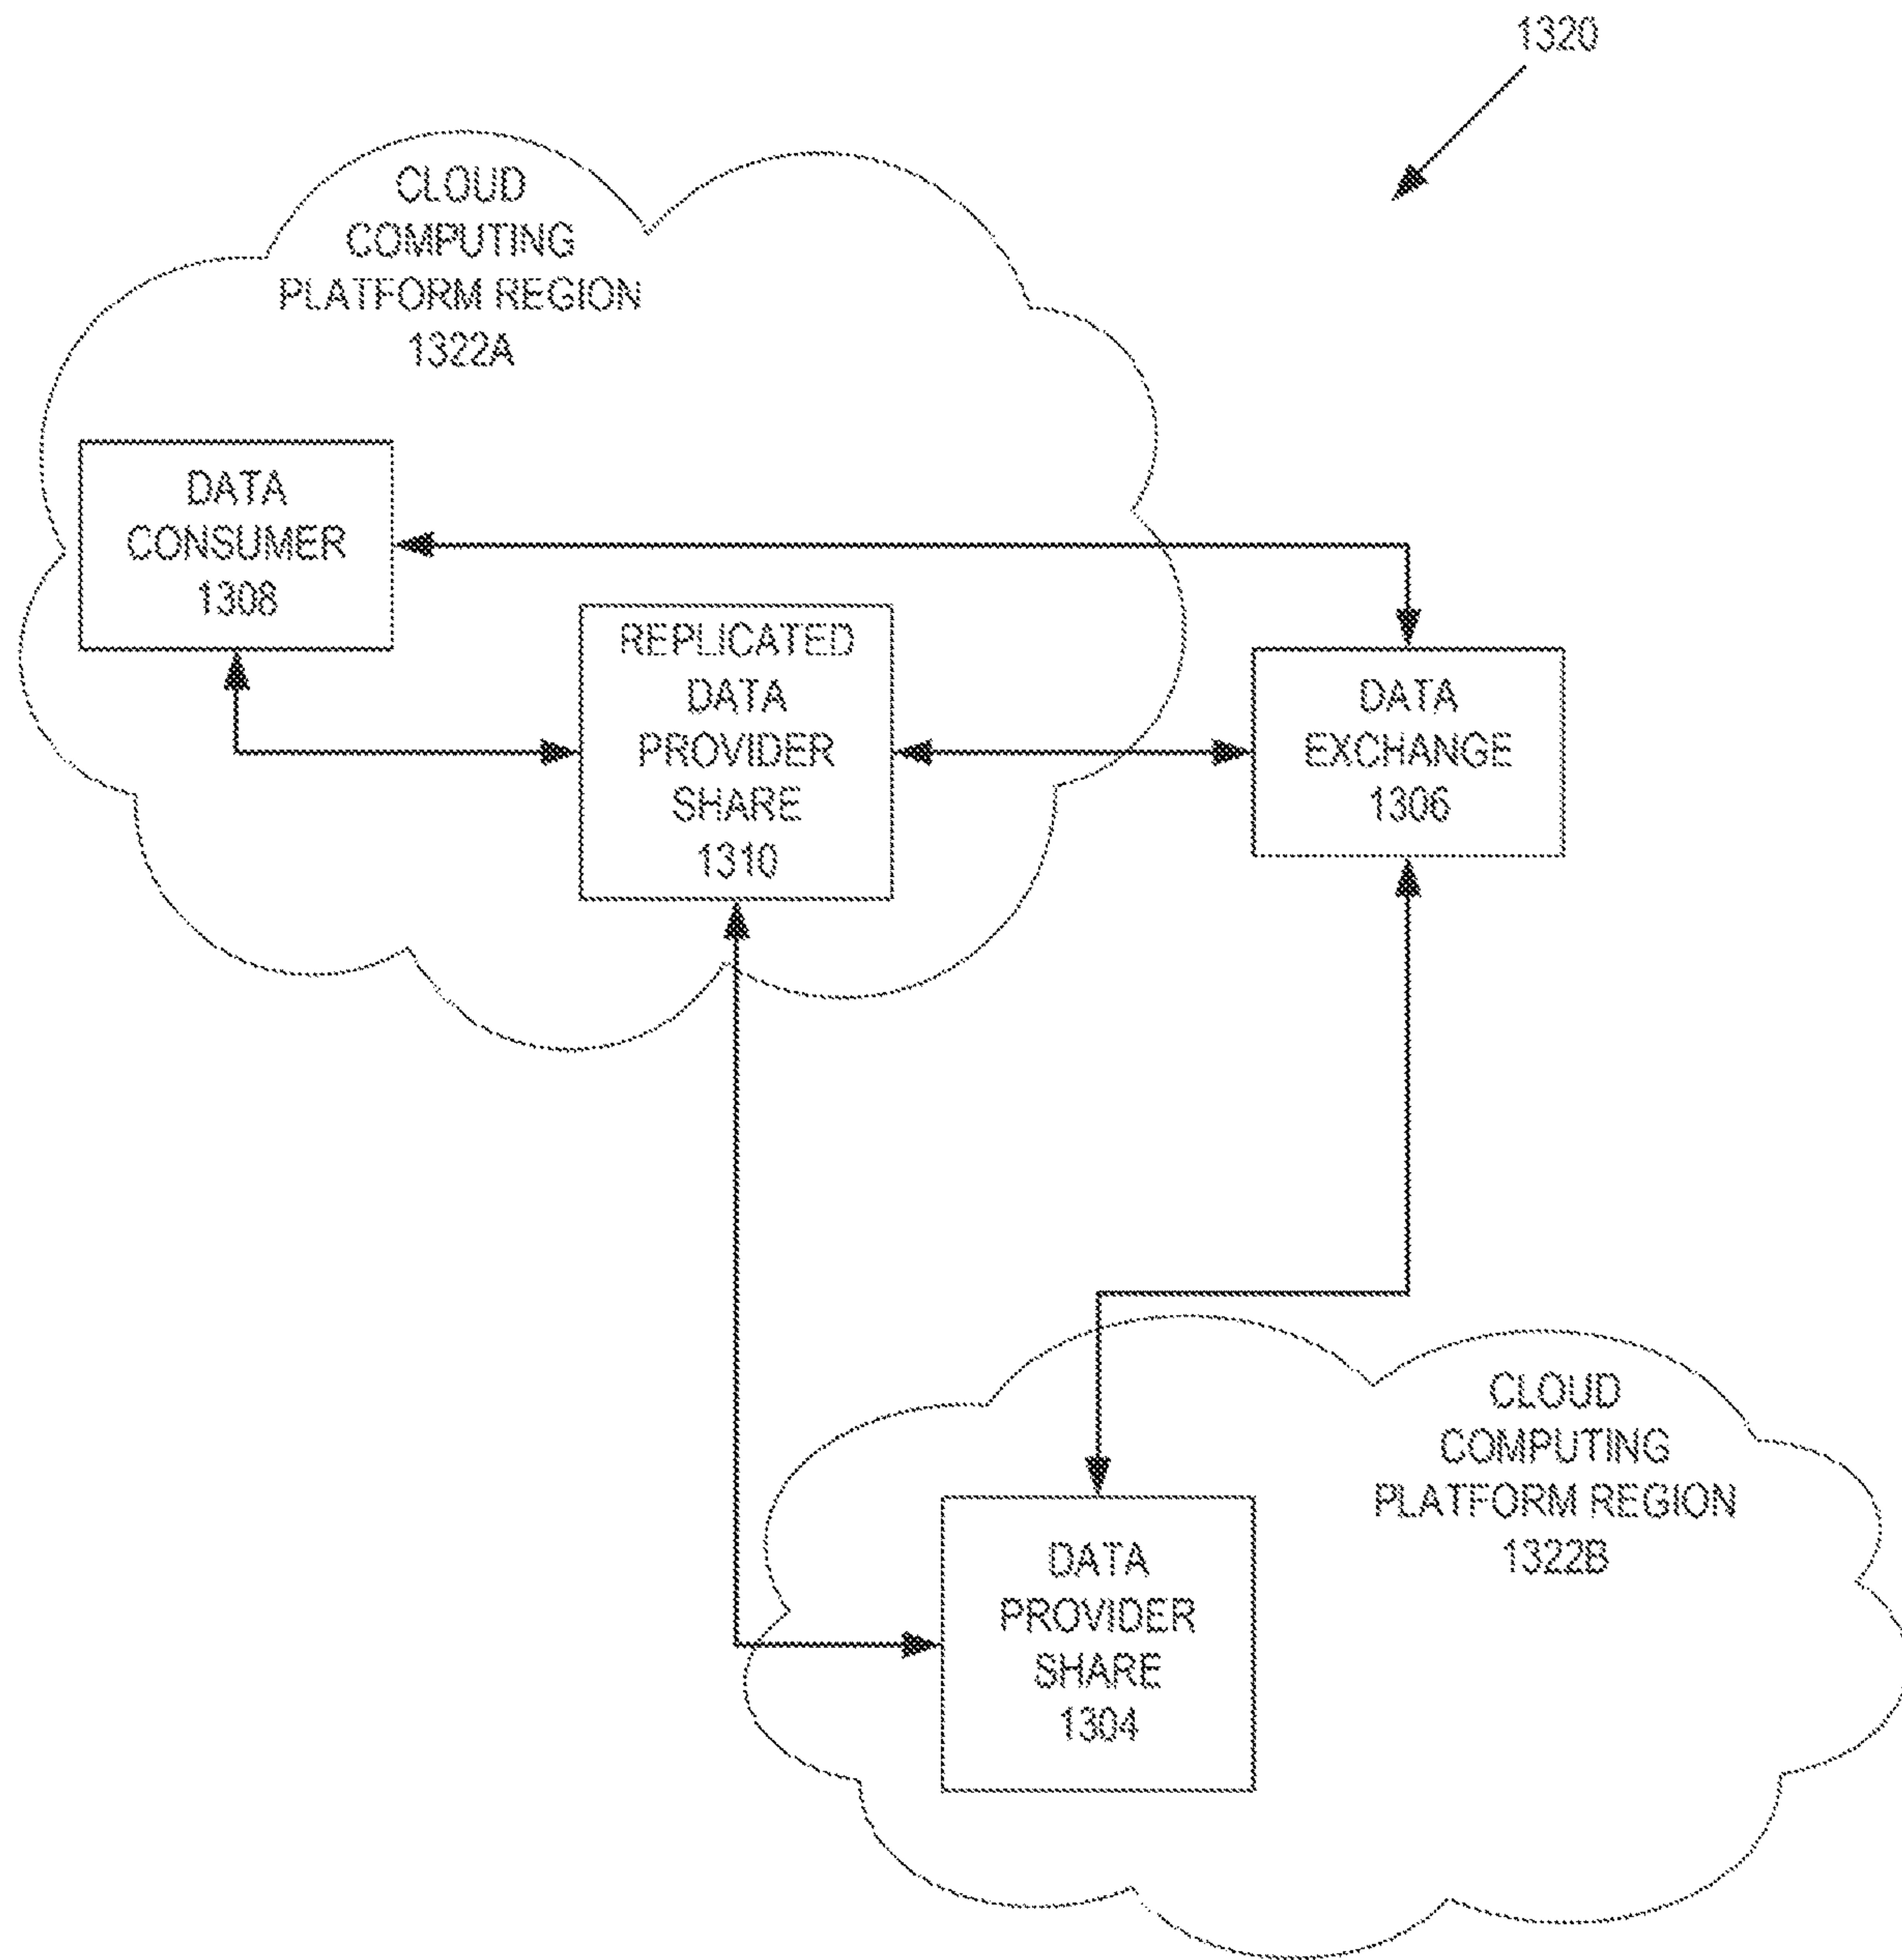 1320
CLOUD
COMPUTING
PLATFORM REGION
1322A
DATA
CONSUMER
1308
REPLICATED
DATA
PROVIDER
SHARE
1310
DATA
EXCHANGE
1306
CLOUD
COMPUTING
PLATFORM REGION
1322B
DATA
PROVIDER
SHARE
1304